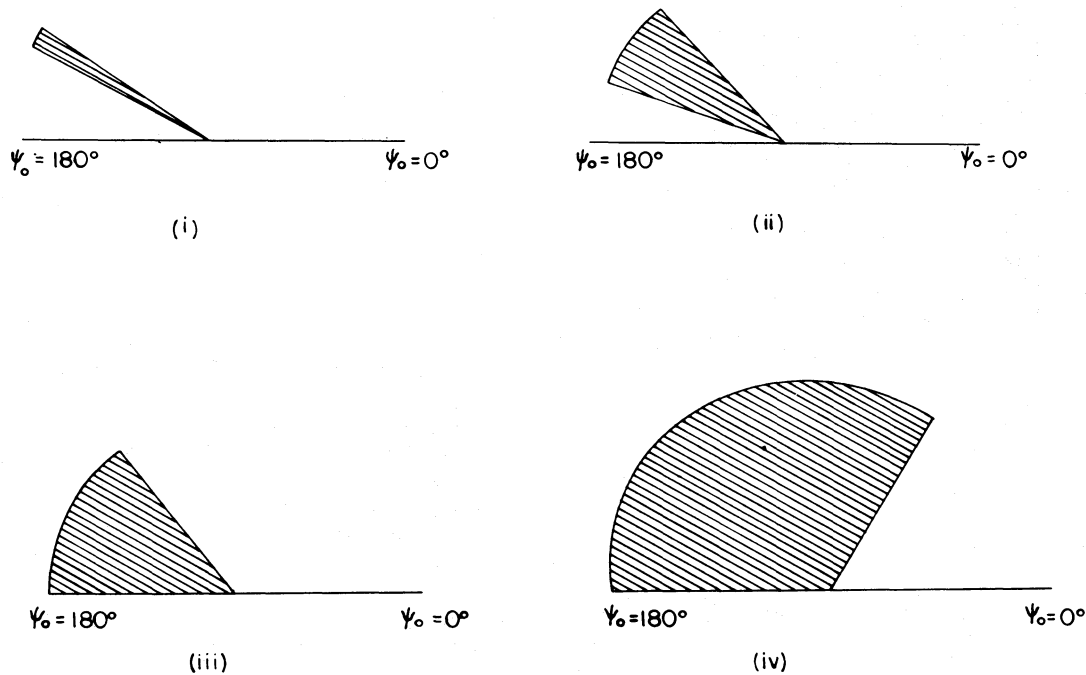 ψ₀ = 180°
ψ₀ = 0°
(i)
ψ₀ = 180°
ψ₀ = 0°
(ii)
ψ₀ = 180°
ψ₀ = 0°
(iii)
ψ₀ = 180°
ψ₀ = 0°
(iv)